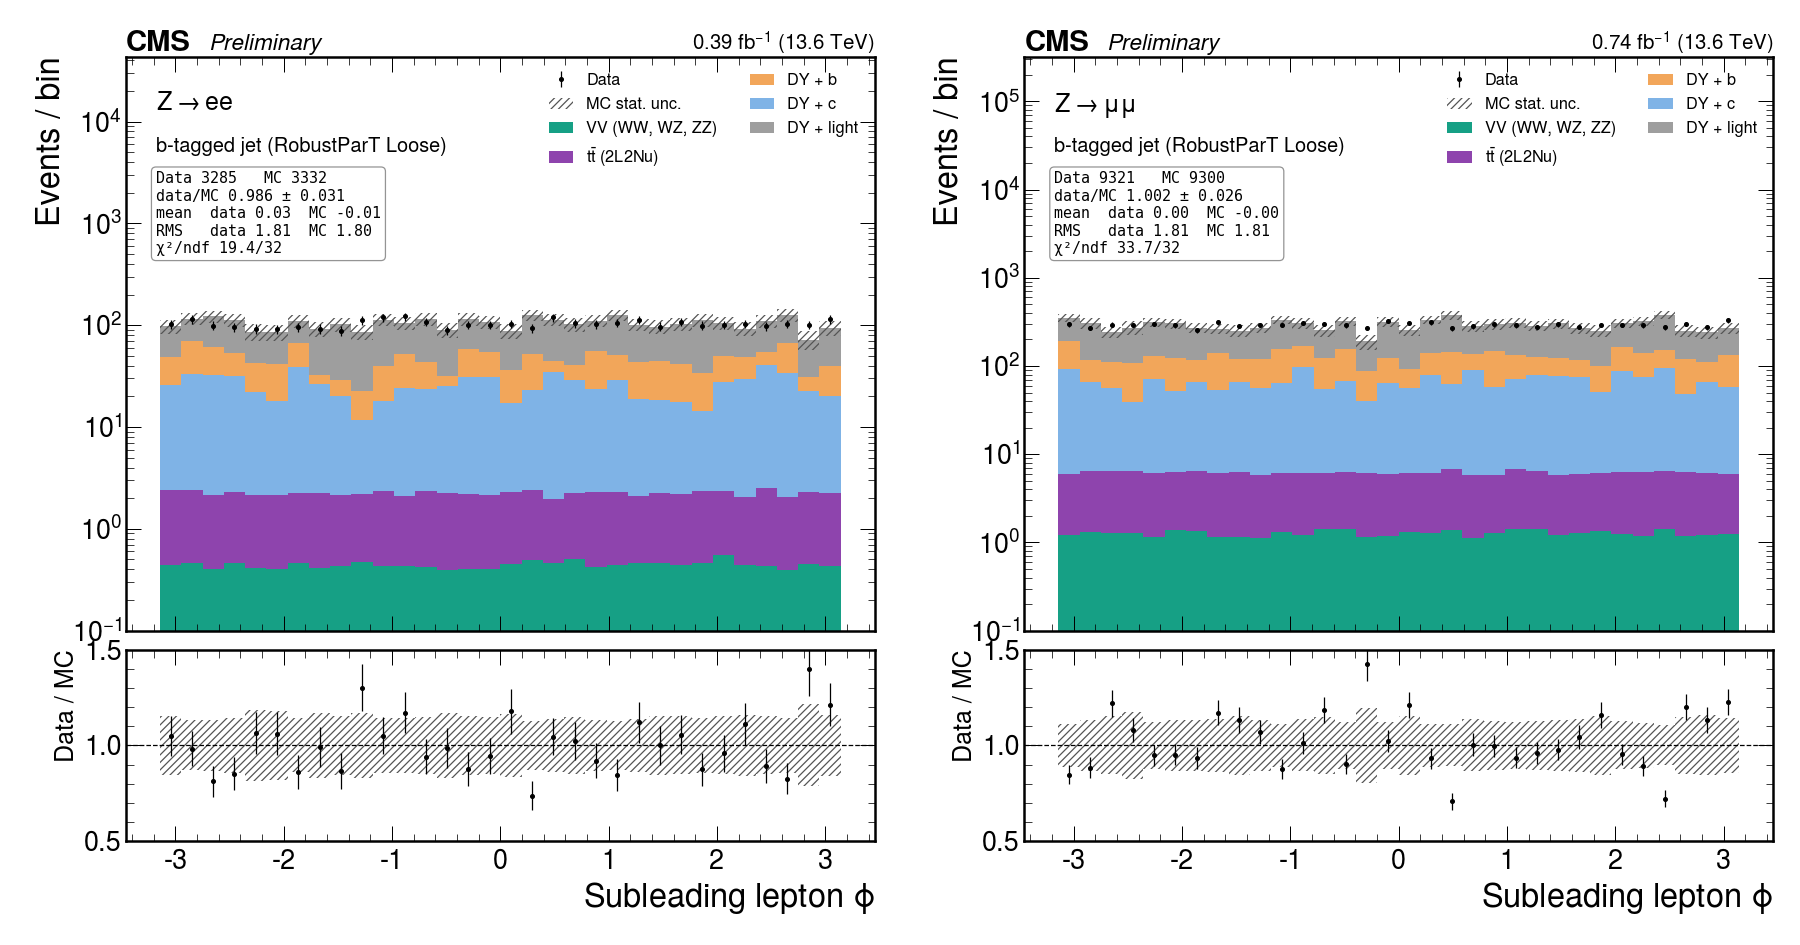 CMS Preliminary 0.39 fb⁻¹ (13.6 TeV)
Z → ee
b-tagged jet (RobustParT Loose)
Data 3285 MC 3332
data/MC 0.986 ± 0.031
mean data 0.03 MC -0.01
RMS data 1.81 MC 1.80
χ²/ndf 19.4/32
Data
MC stat. unc.
VV (WW, WZ, ZZ)
tt̄ (2L2Nu)
DY + b
DY + c
DY + light
Events / bin
10⁴
10³
10²
10¹
10⁰
10⁻¹
Data / MC
1.5
1.0
0.5
-3 -2 -1 0 1 2 3
Subleading lepton ϕ
CMS Preliminary 0.74 fb⁻¹ (13.6 TeV)
Z → μμ
b-tagged jet (RobustParT Loose)
Data 9321 MC 9300
data/MC 1.002 ± 0.026
mean data 0.00 MC -0.00
RMS data 1.81 MC 1.81
χ²/ndf 33.7/32
Data
MC stat. unc.
VV (WW, WZ, ZZ)
tt̄ (2L2Nu)
DY + b
DY + c
DY + light
Events / bin
10⁵
10⁴
10³
10²
10¹
10⁰
10⁻¹
Data / MC
1.5
1.0
0.5
-3 -2 -1 0 1 2 3
Subleading lepton ϕ